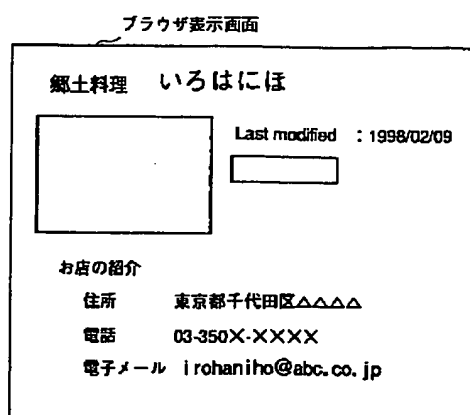 ブラウザ表示画面
郷土料理 いろはにほ
Last modified : 1998/02/09
お店の紹介
住所 東京都千代田区△△△△
電話 03-350X-XXXX
電子メール irohaniho@abc.co.jp